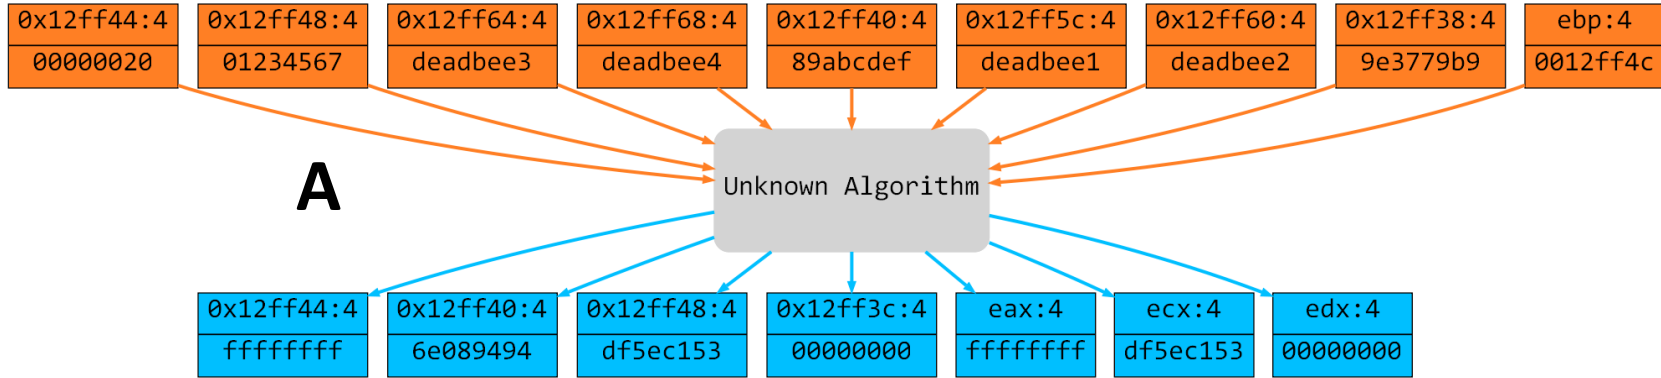 0x12ff44:4 0x12ff48:4 0x12ff64:4 0x12ff68:4 0x12ff40:4 0x12ff5c:4 0x12ff60:4 0x12ff38:4 ebp:4
00000020 01234567 deadbee3 deadbee4 89abcdef deadbee1 deadbee2 9e3779b9 0012ff4c
A
Unknown Algorithm
0x12ff44:4 0x12ff40:4 0x12ff48:4 0x12ff3c:4 eax:4 ecx:4 edx:4
ffffffff 6e089494 df5ec153 00000000 ffffffff df5ec153 00000000